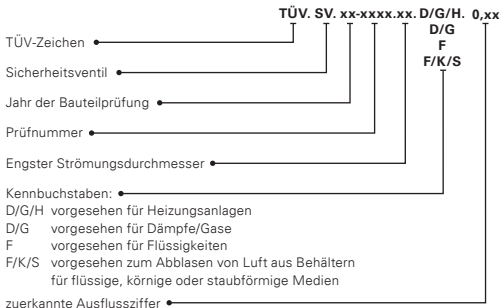 TÜV. SV. xx-xxxx.xx. D/G/H. 0,xx
D/G
F
F/K/S
TÜV-Zeichen
Sicherheitsventil
Jahr der Bauteilprüfung
Prüfnummer
Engster Strömungsdurchmesser
Kennbuchstaben:
D/G/H vorgesehen für Heizungsanlagen
D/G vorgesehen für Dämpfe/Gase
F vorgesehen für Flüssigkeiten
F/K/S vorgesehen zum Abblasen von Luft aus Behältern
für flüssige, körnige oder staubförmige Medien
zuerkannte Ausflussziffer